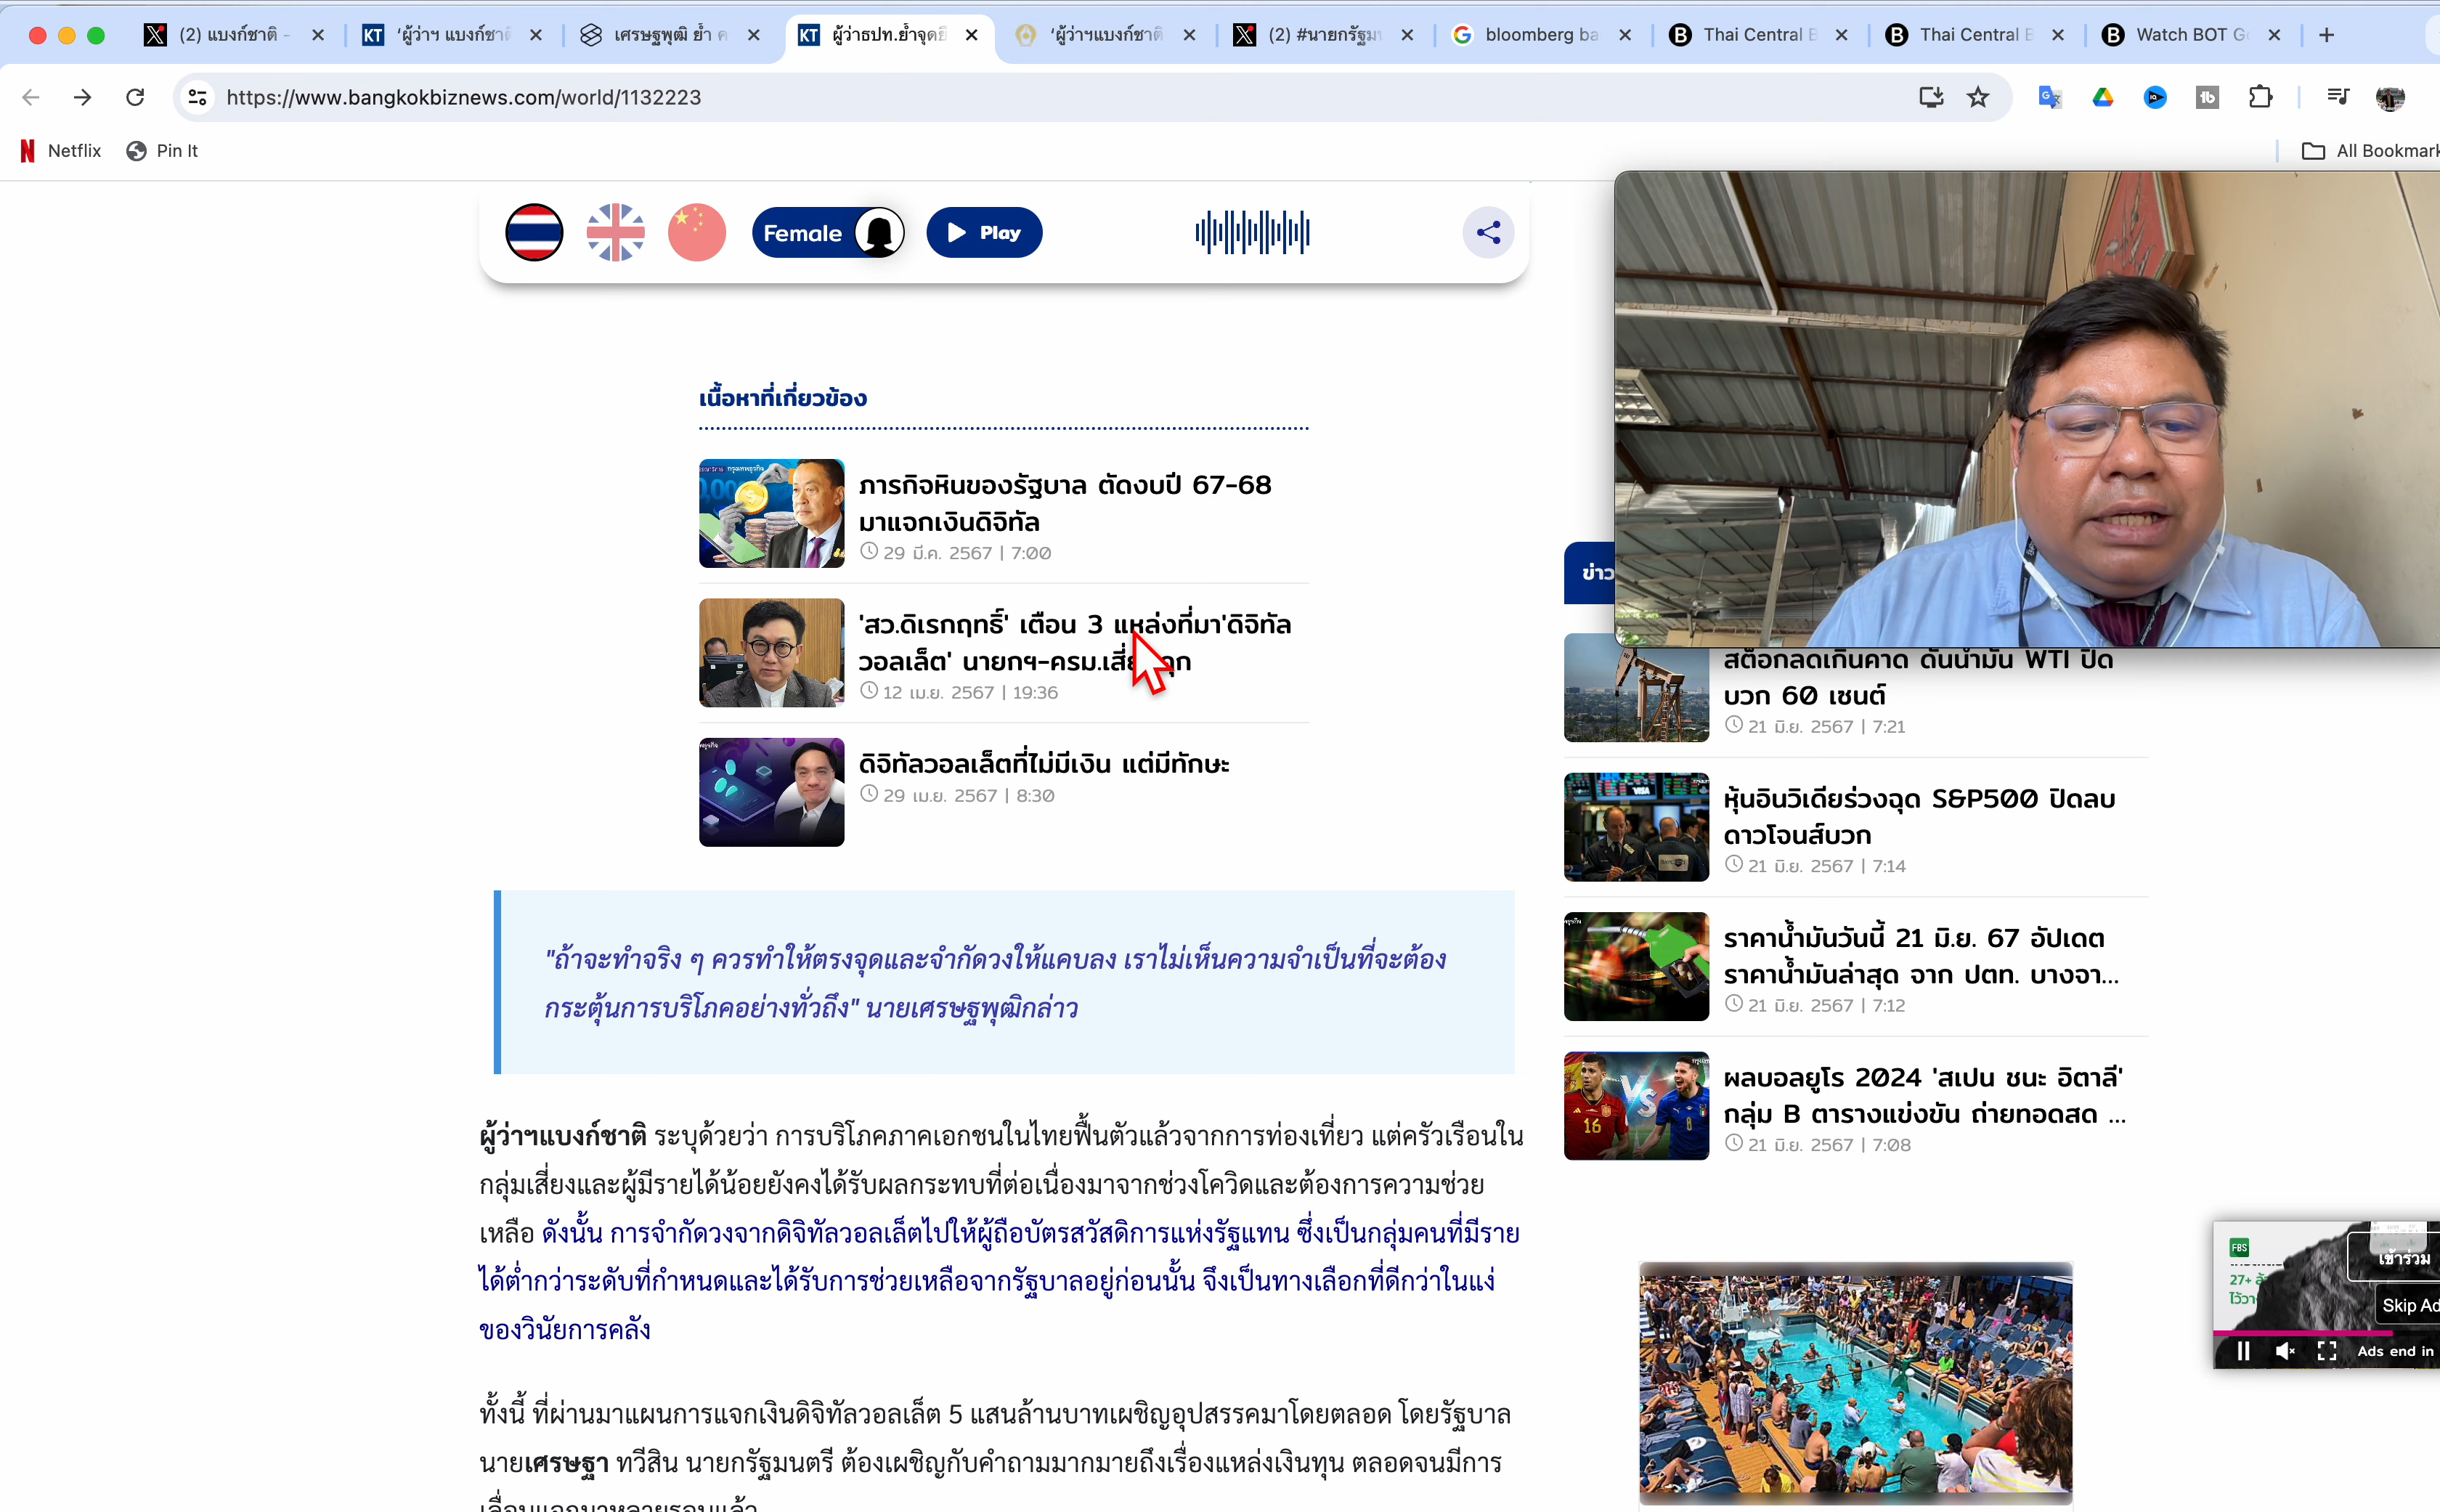 (2) แบงก์ชาติ -
KT
'ผู้ว่าฯ แบงก์ชาติ
เศรษฐพุฒิ ย้ำ ค
KT
ผู้ว่าธปท.ย้ำจุดยื
'ผู้ว่าฯแบงก์ชาติ
(2) #นายกรัฐม
bloomberg ba
Thai Central B
Thai Central B
Watch BOT G
https://www.bangkokbiznews.com/world/1132223
Netflix
Pin It
All Bookmark
Female
Play
เนื้อหาที่เกี่ยวข้อง
ภารกิจหินของรัฐบาล ตัดงบปี 67-68
มาแจกเงินดิจิทัล
29 มี.ค. 2567 | 7:00
'สว.ดิเรกฤทธิ์' เตือน 3 แหล่งที่มา'ดิจิทัล
วอลเล็ต' นายกฯ-ครม.เสี่ยงคุก
12 เม.ย. 2567 | 19:36
ดิจิทัลวอลเล็ตที่ไม่มีเงิน แต่มีทักษะ
29 เม.ย. 2567 | 8:30
"ถ้าจะทำจริง ๆ ควรทำให้ตรงจุดและจำกัดวงให้แคบลง เราไม่เห็นความจำเป็นที่จะต้อง
กระตุ้นการบริโภคอย่างทั่วถึง" นายเศรษฐพุฒิกล่าว
ผู้ว่าฯแบงก์ชาติ ระบุด้วยว่า การบริโภคภาคเอกชนในไทยฟื้นตัวแล้วจากการท่องเที่ยว แต่ครัวเรือนใน
กลุ่มเสี่ยงและผู้มีรายได้น้อยยังคงได้รับผลกระทบที่ต่อเนื่องมาจากช่วงโควิดและต้องการความช่วย
เหลือ ดังนั้น การจำกัดวงจากดิจิทัลวอลเล็ตไปให้ผู้ถือบัตรสวัสดิการแห่งรัฐแทน ซึ่งเป็นกลุ่มคนที่มีราย
ได้ต่ำกว่าระดับที่กำหนดและได้รับการช่วยเหลือจากรัฐบาลอยู่ก่อนนั้น จึงเป็นทางเลือกที่ดีกว่าในแง่
ของวินัยการคลัง
ทั้งนี้ ที่ผ่านมาแผนการแจกเงินดิจิทัลวอลเล็ต 5 แสนล้านบาทเผชิญอุปสรรคมาโดยตลอด โดยรัฐบาล
นายเศรษฐา ทวีสิน นายกรัฐมนตรี ต้องเผชิญกับคำถามมากมายถึงเรื่องแหล่งเงินทุน ตลอดจนมีการ
เลื่อนแจกมาหลายรอบแล้ว
ข่าว
สต๊อกลดเกินคาด ดันน้ำมัน WTI ปิด
บวก 60 เซนต์
21 มิ.ย. 2567 | 7:21
หุ้นอินวิเดียร่วงฉุด S&P500 ปิดลบ
ดาวโจนส์บวก
21 มิ.ย. 2567 | 7:14
ราคาน้ำมันวันนี้ 21 มิ.ย. 67 อัปเดต
ราคาน้ำมันล่าสุด จาก ปตท. บางจา...
21 มิ.ย. 2567 | 7:12
VS
16
8
ผลบอลยูโร 2024 'สเปน ชนะ อิตาลี'
กลุ่ม B ตารางแข่งขัน ถ่ายทอดสด ...
21 มิ.ย. 2567 | 7:08
FBS
27+
เข้าร่วม
Skip Ad
Ads end in